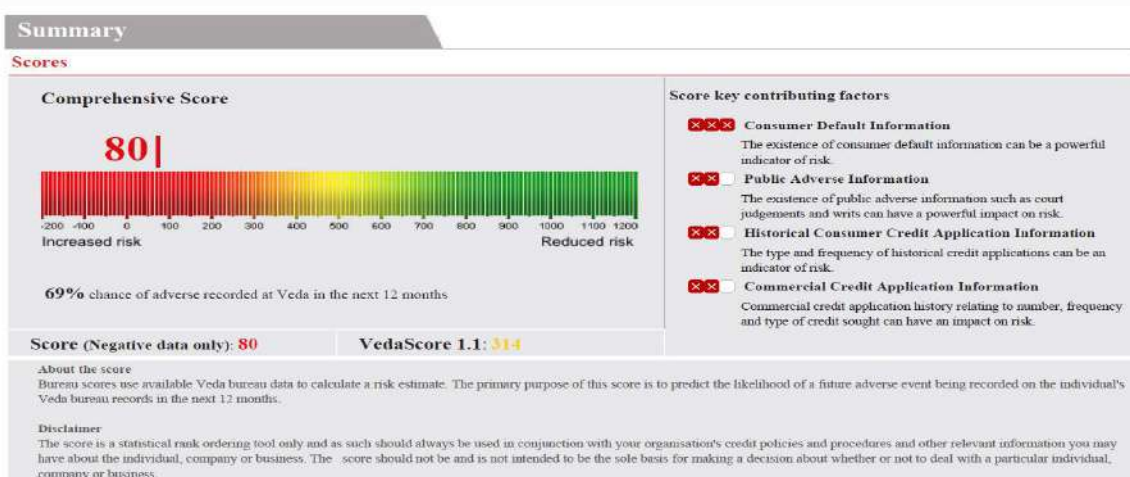 Summary
Scores
Comprehensive Score
80
-200 -100 0 100 200 300 400 500 600 700 800 900 1000 1100 1200
Increased risk Reduced risk
69% chance of adverse recorded at Veda in the next 12 months
Score key contributing factors
Consumer Default Information
The existence of consumer default information can be a powerful
indicator of risk.
Public Adverse Information
The existence of public adverse information such as court
judgements and writs can have a powerful impact on risk.
Historical Consumer Credit Application Information
The type and frequency of historical credit applications can be an
indicator of risk.
Commercial Credit Application Information
Commercial credit application history relating to number, frequency
and type of credit sought can have an impact on risk.
Score (Negative data only): 80 VedaScore 1.1: 314
About the score
Bureau scores use available Veda bureau data to calculate a risk estimate. The primary purpose of this score is to predict the likelihood of a future adverse event being recorded on the individual's
Veda bureau records in the next 12 months.
Disclaimer
The score is a statistical rank ordering tool only and as such should always be used in conjunction with your organisation's credit policies and procedures and other relevant information you may
have about the individual, company or business. The score should not be and is not intended to be the sole basis for making a decision about whether or not to deal with a particular individual,
company or business.